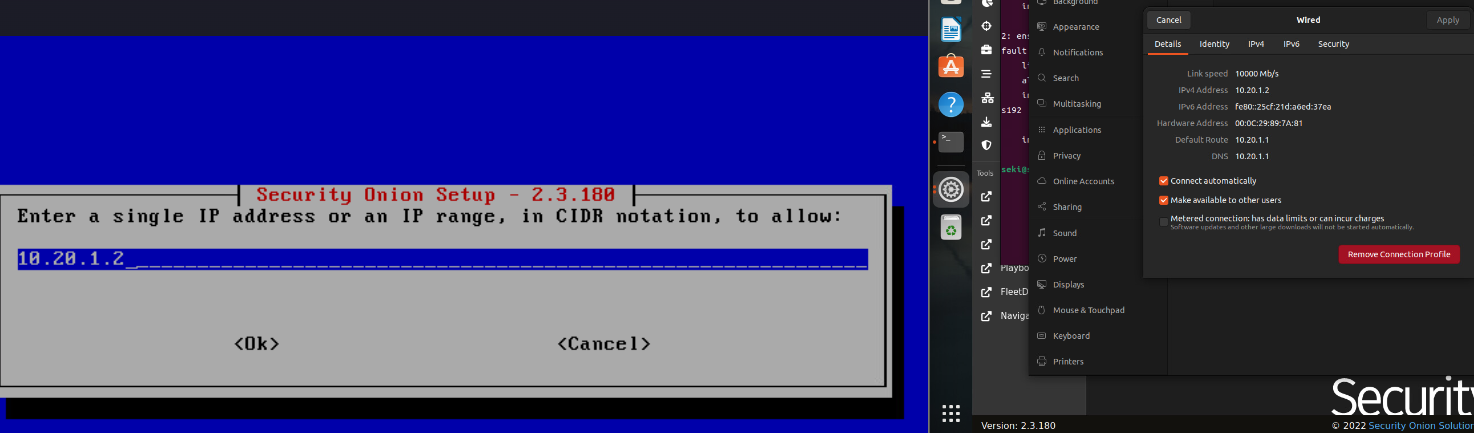 Security Onion Setup - 2.3.180
Enter a single IP address or an IP range, in CIDR notation, to allow:
10.20.1.2
<Ok>
<Cancel>
2: ens
fault
s192
seki@s
Tools
FleetD
Naviga
Version: 2.3.180
Background
Appearance
Notifications
Search
Multitasking
Applications
Privacy
Online Accounts
Sharing
Sound
Power
Displays
Mouse & Touchpad
Keyboard
Printers
Cancel
Wired
Apply
Details
Identity
IPv4
IPv6
Security
Link speed 10000 Mb/s
IPv4 Address 10.20.1.2
IPv6 Address fe80::25cf:21d:a6ed:37ea
Hardware Address 00:0C:29:89:7A:81
Default Route 10.20.1.1
DNS 10.20.1.1
Connect automatically
Make available to other users
Metered connection: has data limits or can incur charges
Software updates and other large downloads will not be started automatically.
Remove Connection Profile
Security
© 2022 Security Onion Solution